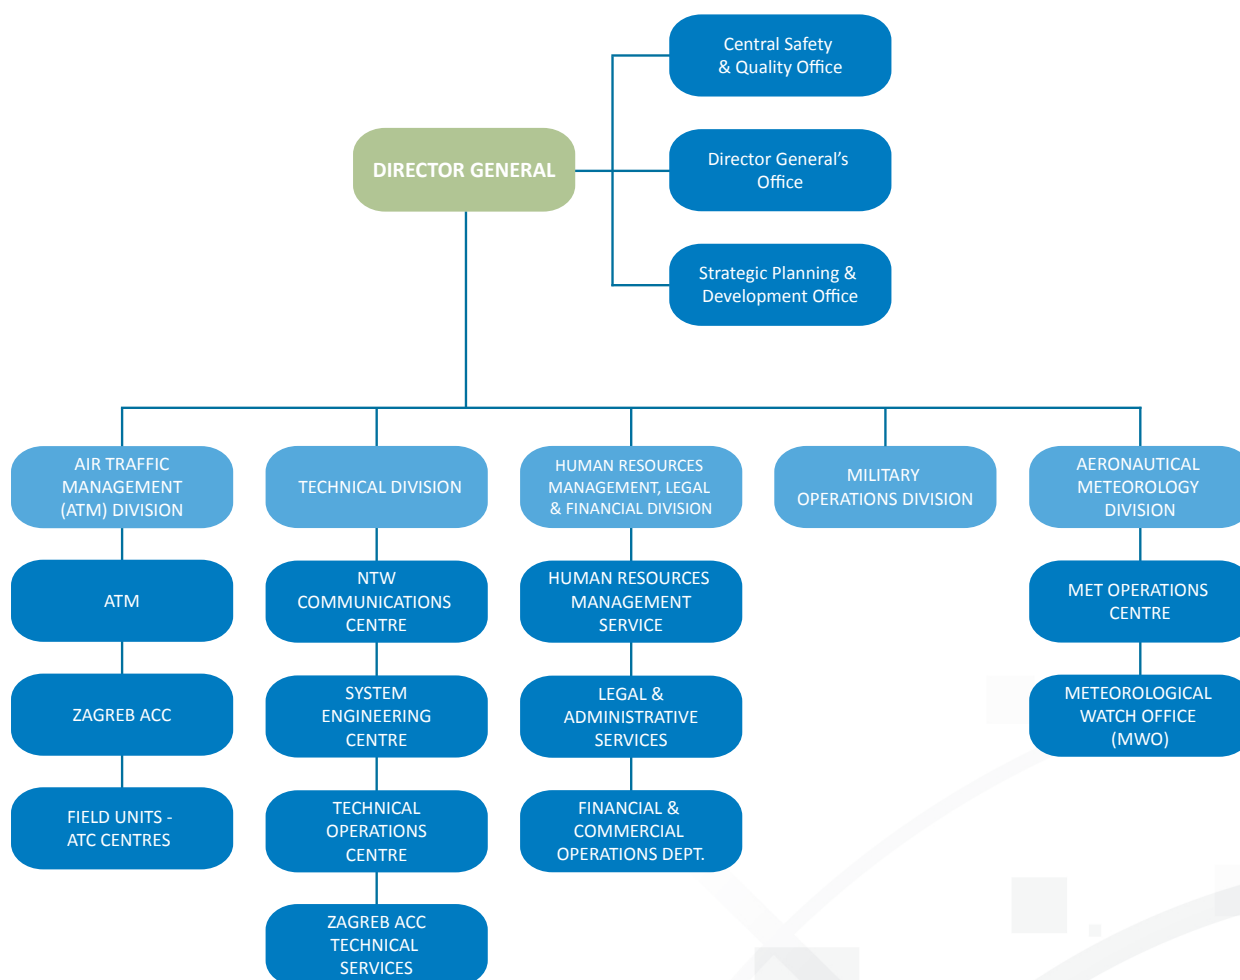 Central Safety
& Quality Office
DIRECTOR GENERAL
Director General's
Office
Strategic Planning &
Development Office
AIR TRAFFIC
MANAGEMENT
(ATM) DIVISION
ATM
ZAGREB ACC
FIELD UNITS -
ATC CENTRES
TECHNICAL DIVISION
NTW
COMMUNICATIONS
CENTRE
SYSTEM
ENGINEERING
CENTRE
TECHNICAL
OPERATIONS
CENTRE
ZAGREB ACC
TECHNICAL
SERVICES
HUMAN RESOURCES
MANAGEMENT, LEGAL
& FINANCIAL DIVISION
HUMAN RESOURCES
MANAGEMENT
SERVICE
LEGAL &
ADMINISTRATIVE
SERVICES
FINANCIAL &
COMMERCIAL
OPERATIONS DEPT.
MILITARY
OPERATIONS DIVISION
AERONAUTICAL
METEOROLOGY
DIVISION
MET OPERATIONS
CENTRE
METEOROLOGICAL
WATCH OFFICE
(MWO)